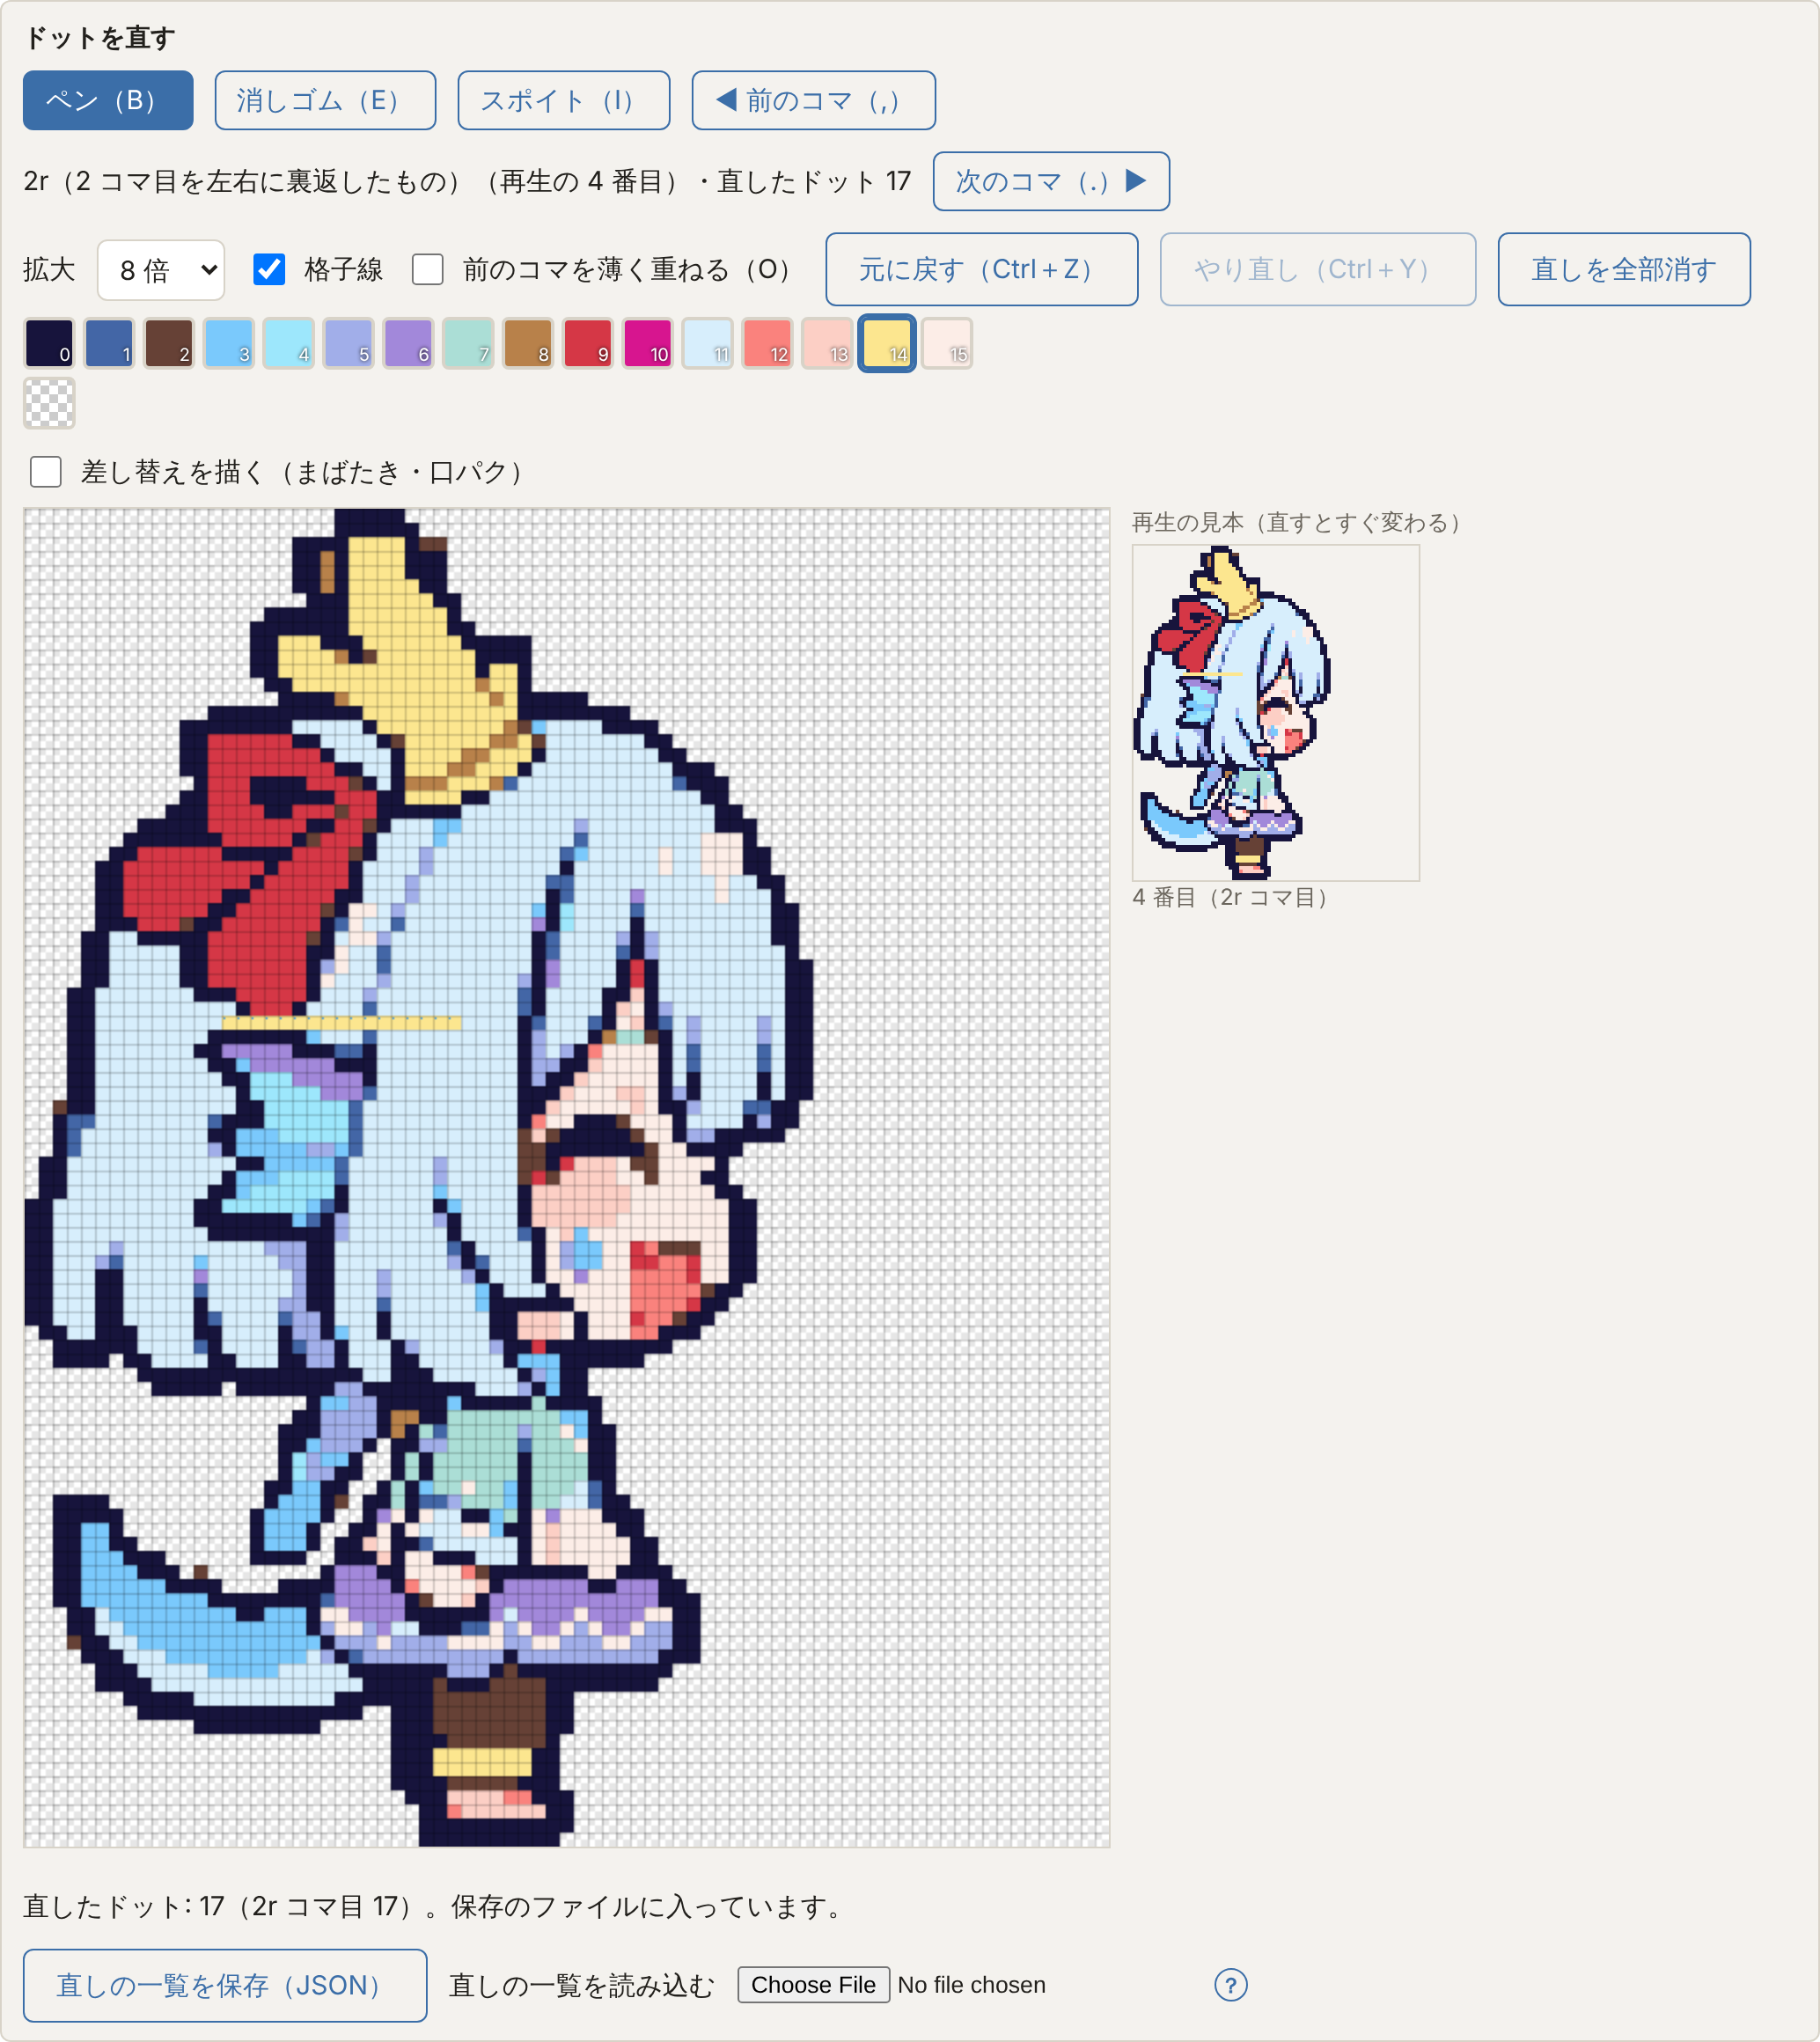 ドットを直す
ペン（B） 消しゴム（E） スポイト（I） ◀ 前のコマ（,）
2r（2 コマ目を左右に裏返したもの）（再生の 4 番目）・直したドット 17 次のコマ（.）▶
拡大 8 倍 格子線 前のコマを薄く重ねる（O） 元に戻す（Ctrl＋Z） やり直し（Ctrl＋Y） 直しを全部消す
0 1 2 3 4 5 6 7 8 9 10 11 12 13 14 15
差し替えを描く（まばたき・口パク）
再生の見本（直すとすぐ変わる）
4 番目（2r コマ目）
直したドット: 17（2r コマ目 17）。保存のファイルに入っています。
直しの一覧を保存（JSON） 直しの一覧を読み込む Choose File No file chosen ?